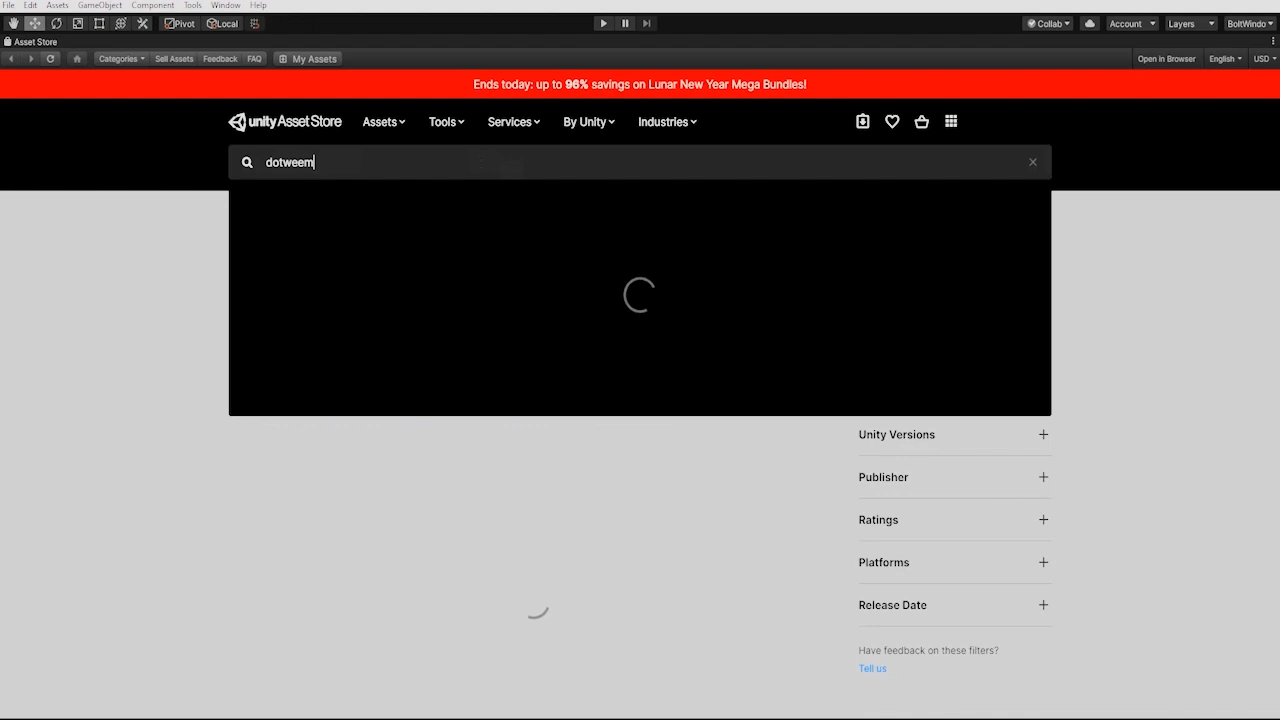 File Edit Assets GameObject Component Tools Window Help
Pivot Local Collab Account Layers BoltWindo
Asset Store
Categories Sell Assets Feedback FAQ My Assets Open in Browser English USD
Ends today: up to 96% savings on Lunar New Year Mega Bundles!
unity Asset Store Assets Tools Services By Unity Industries
dotweem
Unity Versions
Publisher
Ratings
Platforms
Release Date
Have feedback on these filters?
Tell us